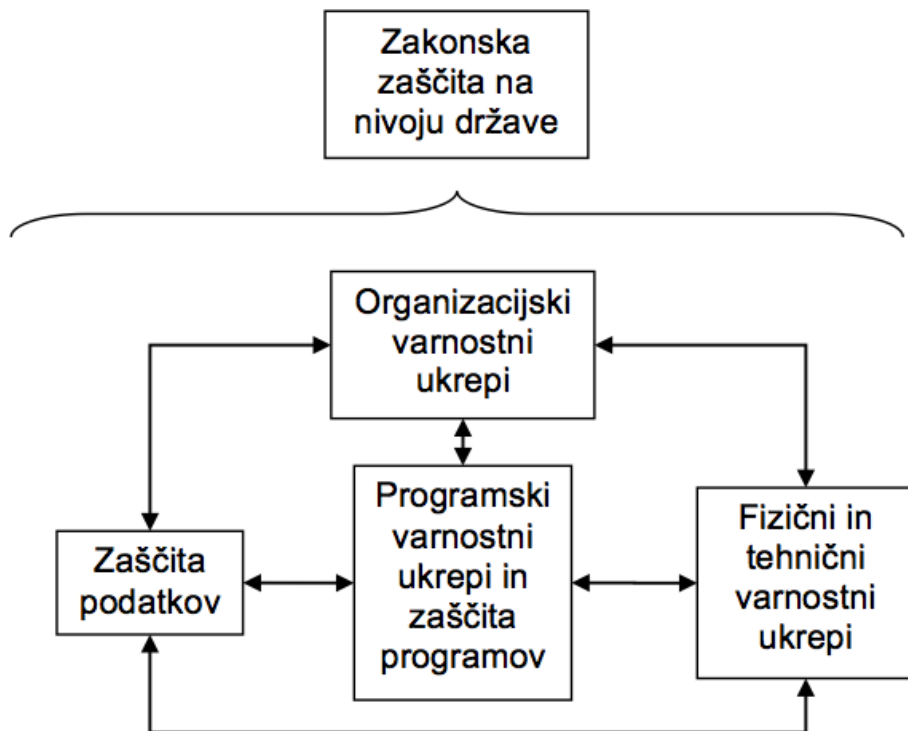 Zakonska
zaščita na
nivoju države
Organizacijski
varnostni
ukrepi
Zaščita
podatkov
Programski
varnostni
ukrepi in
zaščita
programov
Fizični in
tehnični
varnostni
ukrepi